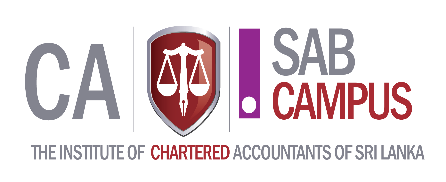 CA
SAB
CAMPUS
THE INSTITUTE OF CHARTERED ACCOUNTANTS OF SRI LANKA